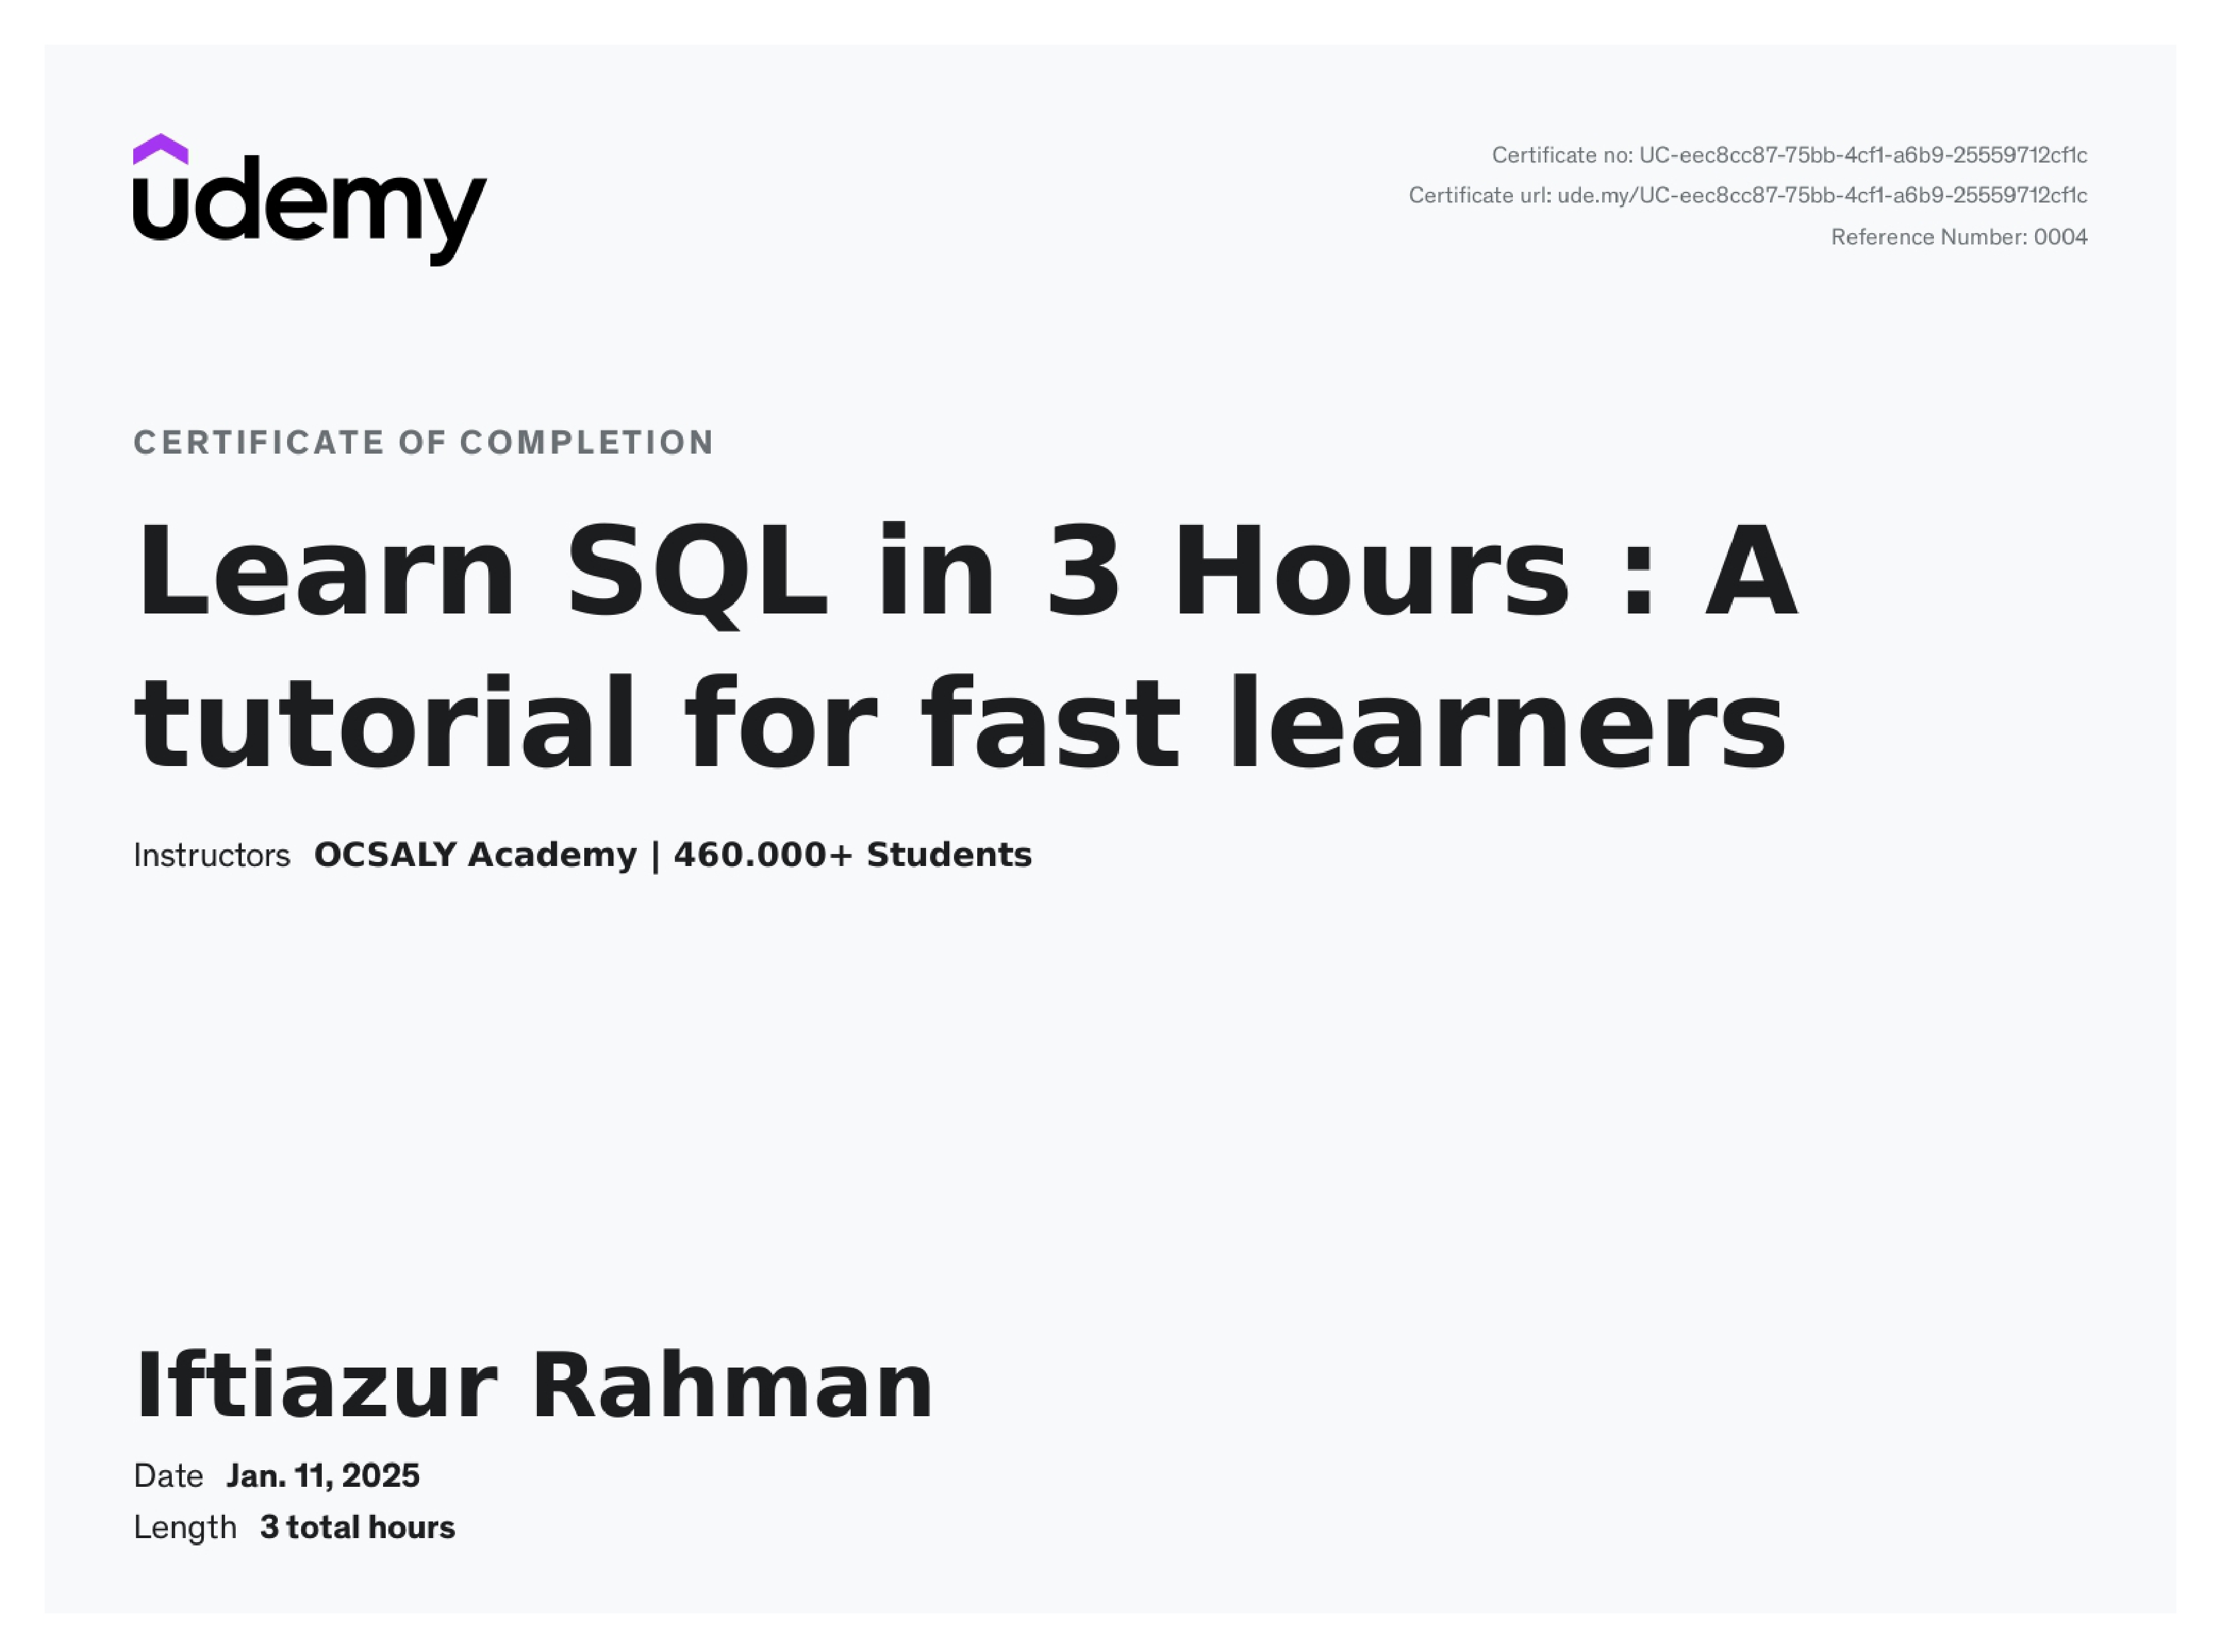 udemy
Certificate no: UC-eec8cc87-75bb-4cf1-a6b9-25559712cf1c
Certificate url: ude.my/UC-eec8cc87-75bb-4cf1-a6b9-25559712cf1c
Reference Number: 0004
CERTIFICATE OF COMPLETION
Learn SQL in 3 Hours : A
tutorial for fast learners
Instructors OCSALY Academy | 460.000+ Students
Iftiazur Rahman
Date Jan. 11, 2025
Length 3 total hours